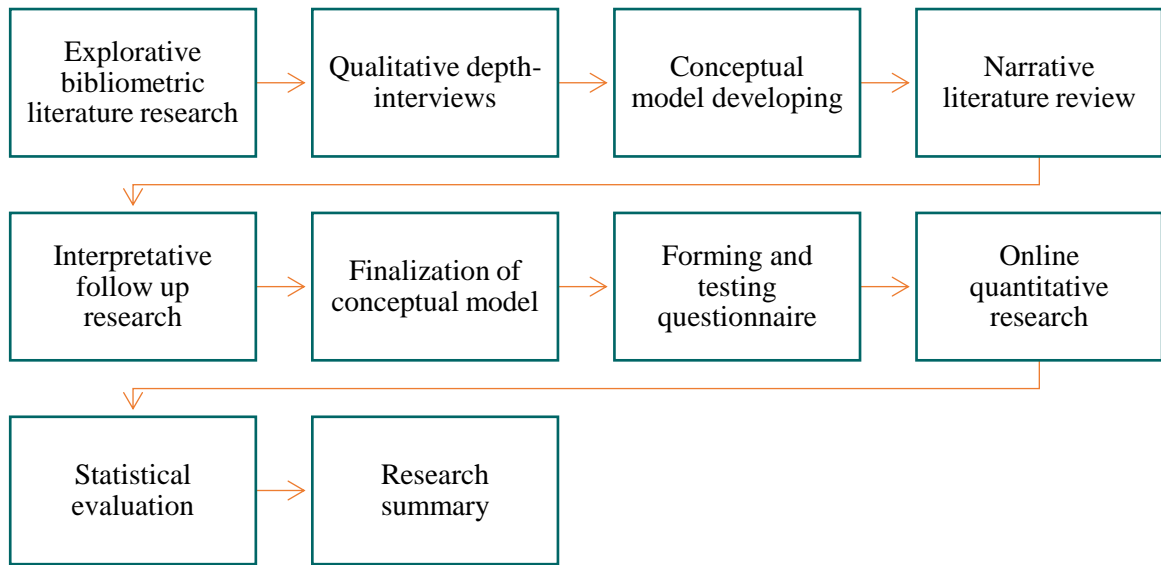 Explorative
bibliometric
literature research
Qualitative depth-
interviews
Conceptual
model developing
Narrative
literature review
Interpretative
follow up
research
Finalization of
conceptual model
Forming and
testing
questionnaire
Online
quantitative
research
Statistical
evaluation
Research
summary